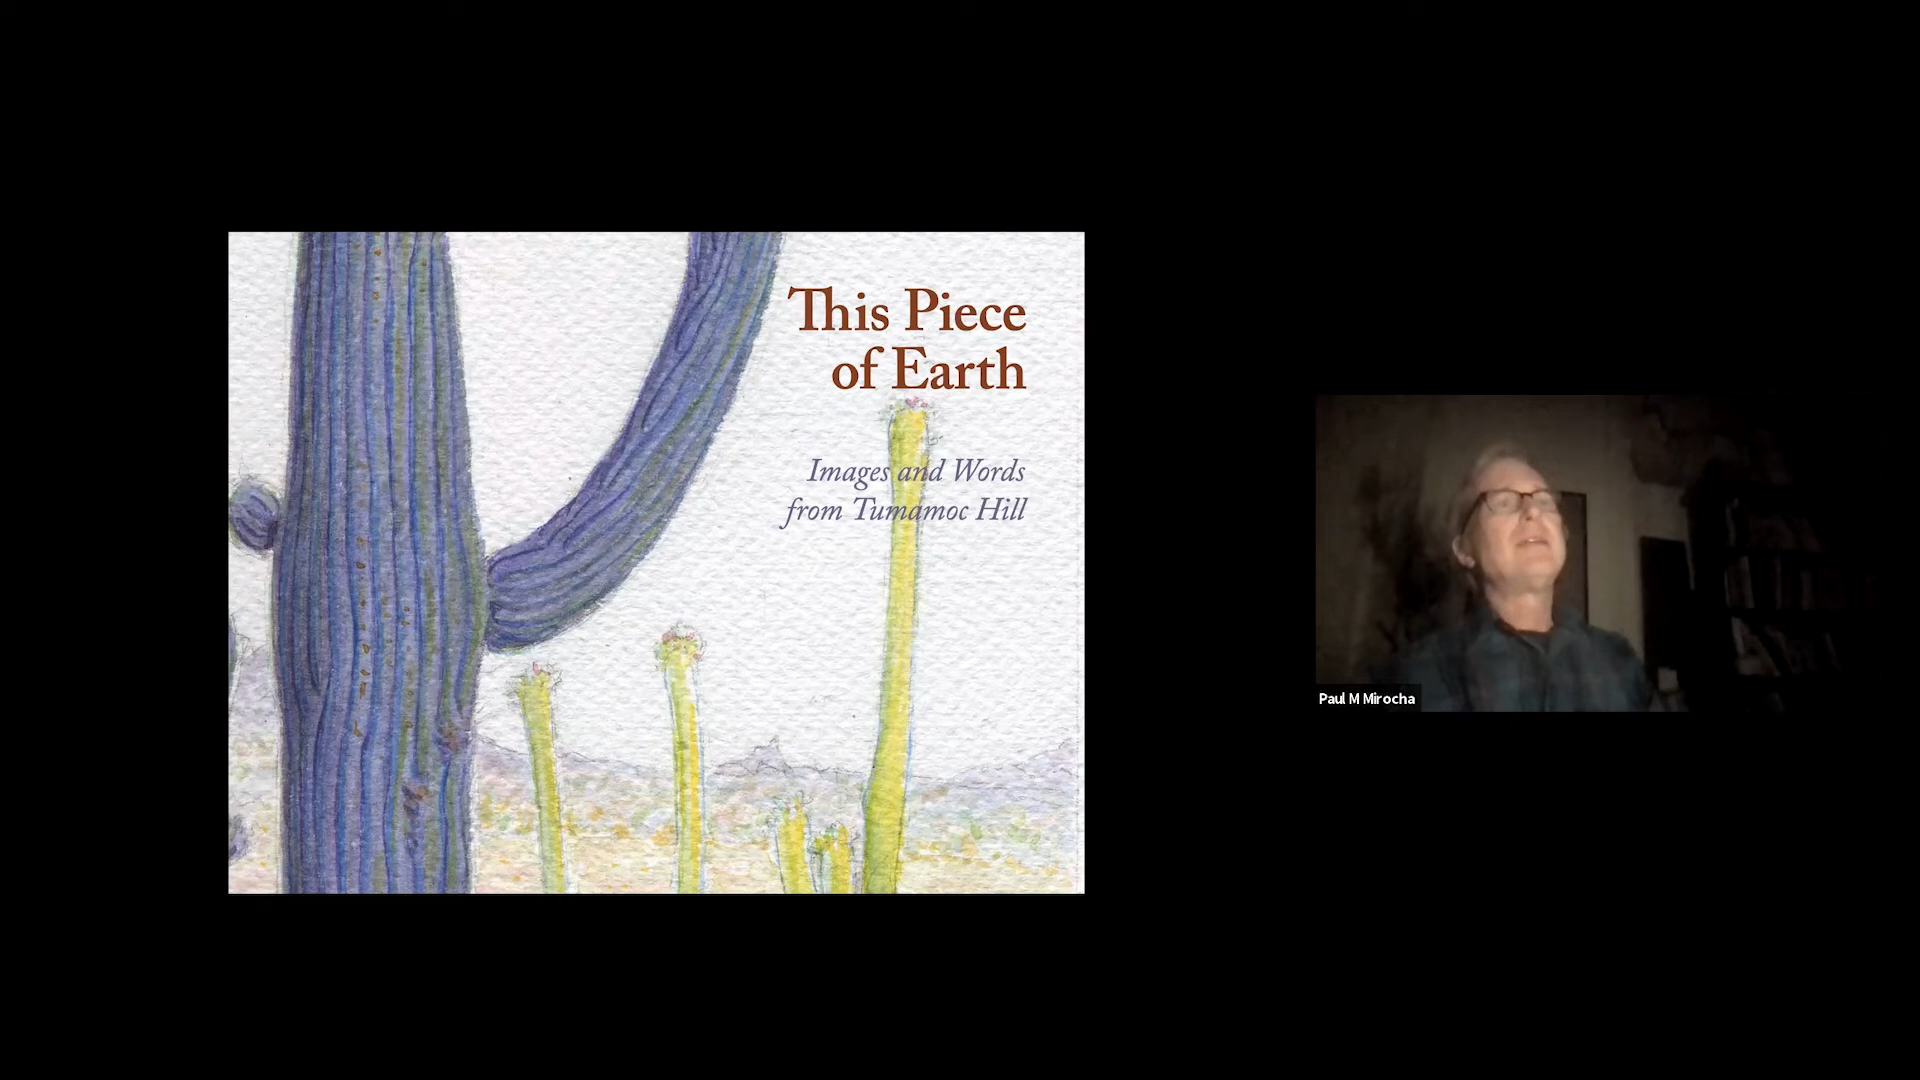 This Piece
of Earth
Images and Words
from Tumamoc Hill
Paul M Mirocha